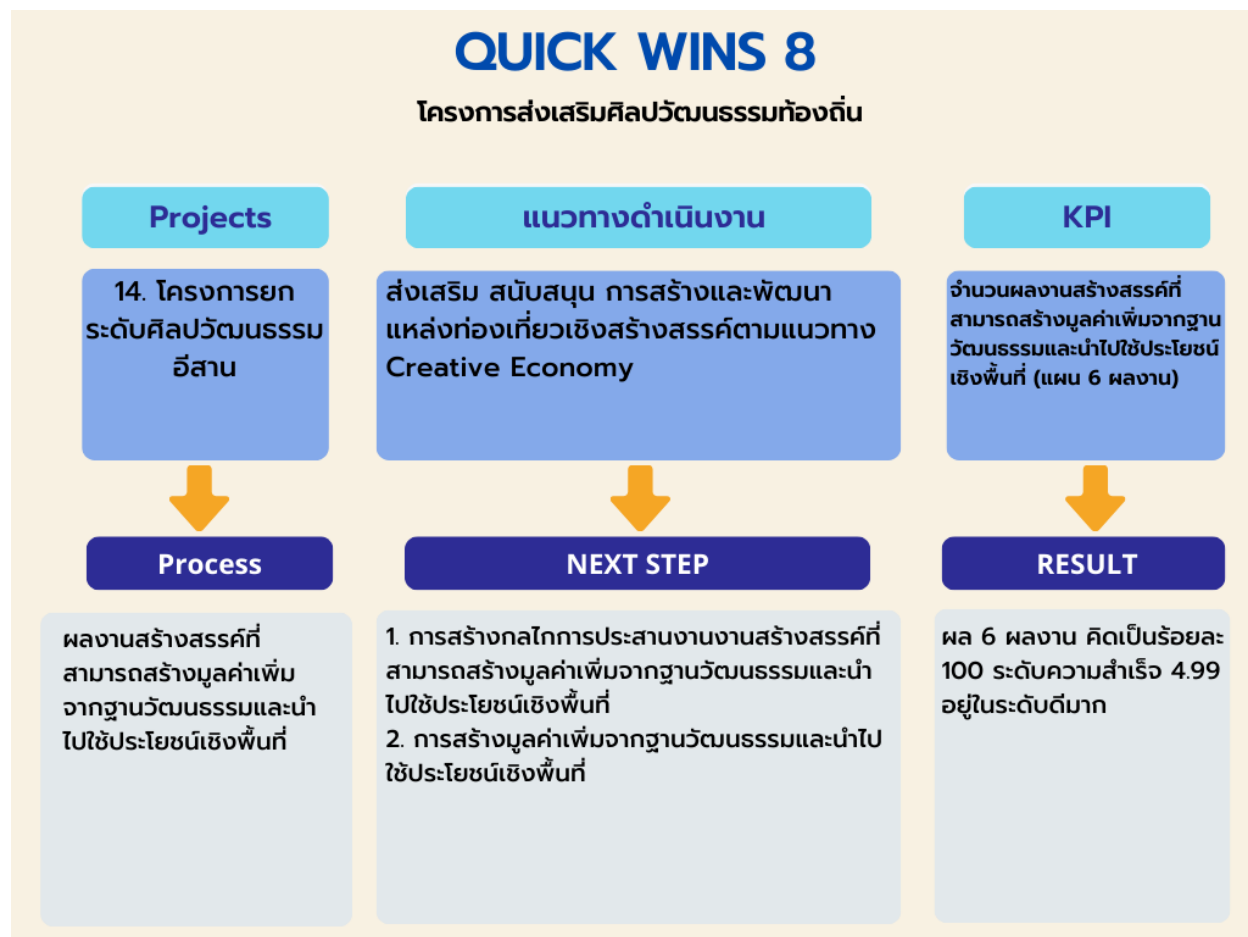 QUICK WINS 8
โครงการส่งเสริมศิลปวัฒนธรรมท้องถิ่น
Projects
แนวทางดำเนินงาน
KPI
14. โครงการยก
ระดับศิลปวัฒนธรรม
อีสาน
ส่งเสริม สนับสนุน การสร้างและพัฒนา
แหล่งท่องเที่ยวเชิงสร้างสรรค์ตามแนวทาง
Creative Economy
จำนวนผลงานสร้างสรรค์ที่
สามารถสร้างมูลค่าเพิ่มจากฐาน
วัฒนธรรมและนำไปใช้ประโยชน์
เชิงพื้นที่ (แผน 6 ผลงาน)
Process
NEXT STEP
RESULT
ผลงานสร้างสรรค์ที่
สามารถสร้างมูลค่าเพิ่ม
จากฐานวัฒนธรรมและนำ
ไปใช้ประโยชน์เชิงพื้นที่
1. การสร้างกลไกการประสานงานงานสร้างสรรค์ที่
สามารถสร้างมูลค่าเพิ่มจากฐานวัฒนธรรมและนำ
ไปใช้ประโยชน์เชิงพื้นที่
2. การสร้างมูลค่าเพิ่มจากฐานวัฒนธรรมและนำไป
ใช้ประโยชน์เชิงพื้นที่
ผล 6 ผลงาน คิดเป็นร้อยละ
100 ระดับความสำเร็จ 4.99
อยู่ในระดับดีมาก